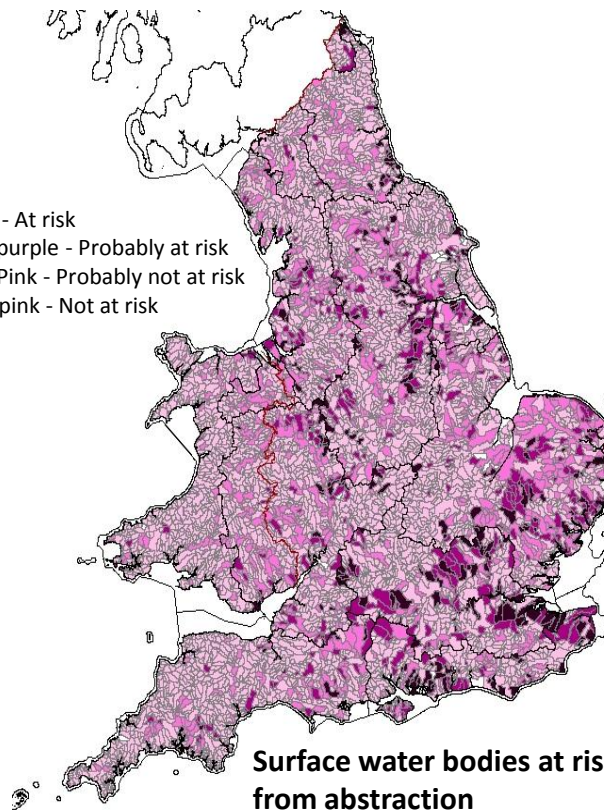 - At risk
purple - Probably at risk
Pink - Probably not at risk
pink - Not at risk
Surface water bodies at ris
from abstraction